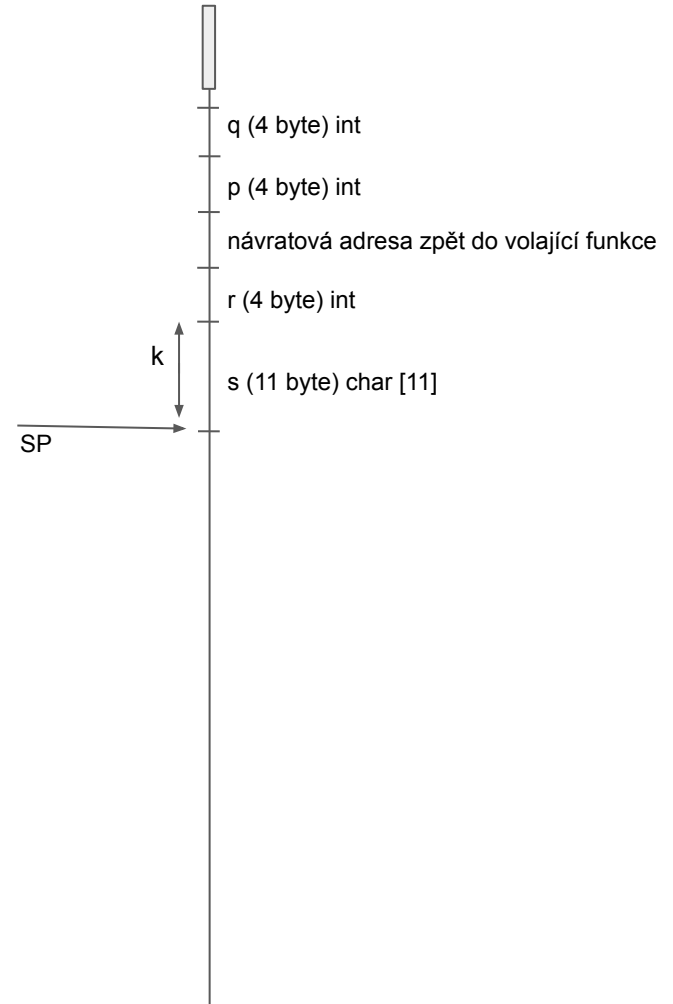 q (4 byte) int
p (4 byte) int
návratová adresa zpět do volající funkce
r (4 byte) int
k
s (11 byte) char [11]
SP